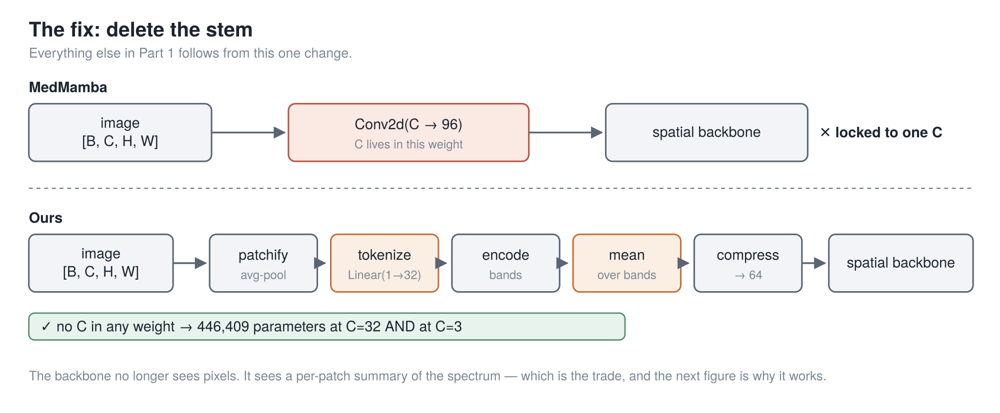 The fix: delete the stem
Everything else in Part 1 follows from this one change.
MedMamba
image
[B, C, H, W]
Conv2d(C → 96)
C lives in this weight
spatial backbone
✕ locked to one C
Ours
image
[B, C, H, W]
patchify
avg-pool
tokenize
Linear(1→32)
encode
bands
mean
over bands
compress
→ 64
spatial backbone
✓ no C in any weight → 446,409 parameters at C=32 AND at C=3
The backbone no longer sees pixels. It sees a per-patch summary of the spectrum — which is the trade, and the next figure is why it works.